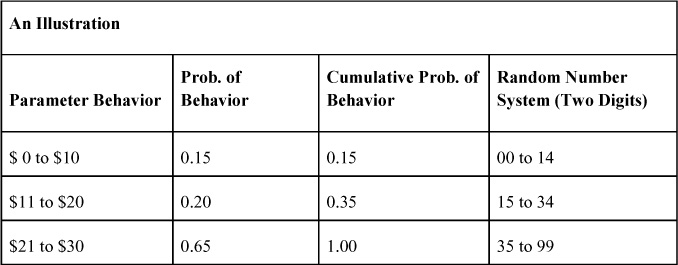 An Illustration
Parameter Behavior
Prob. of
Behavior
Cumulative Prob. of
Behavior
Random Number
System (Two Digits)
$ 0 to $10
0.15
0.15
00 to 14
$11 to $20
0.20
0.35
15 to 34
$21 to $30
0.65
1.00
35 to 99